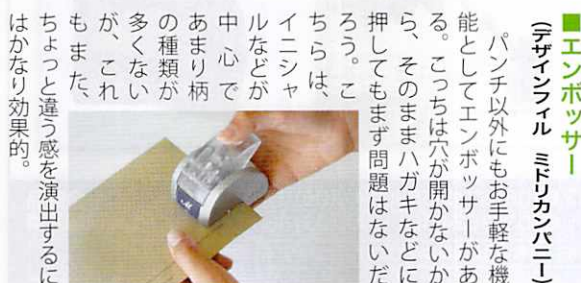 ■エンボッサー
(デザインフィル ミドリカンパニー)
パンチ以外にもお手軽な機
能としてエンボッサーがあ
る。こっちは穴が開かないか
ら、そのままハガキなどに
押してもまず問題はないだ
ろう。こ
ちらは、
イニシャ
ルなどが
中心で
あまり柄
の種類が
多くない
が、これ
もまた、
ちょっと違う感を演出するに
はかなり効果的。